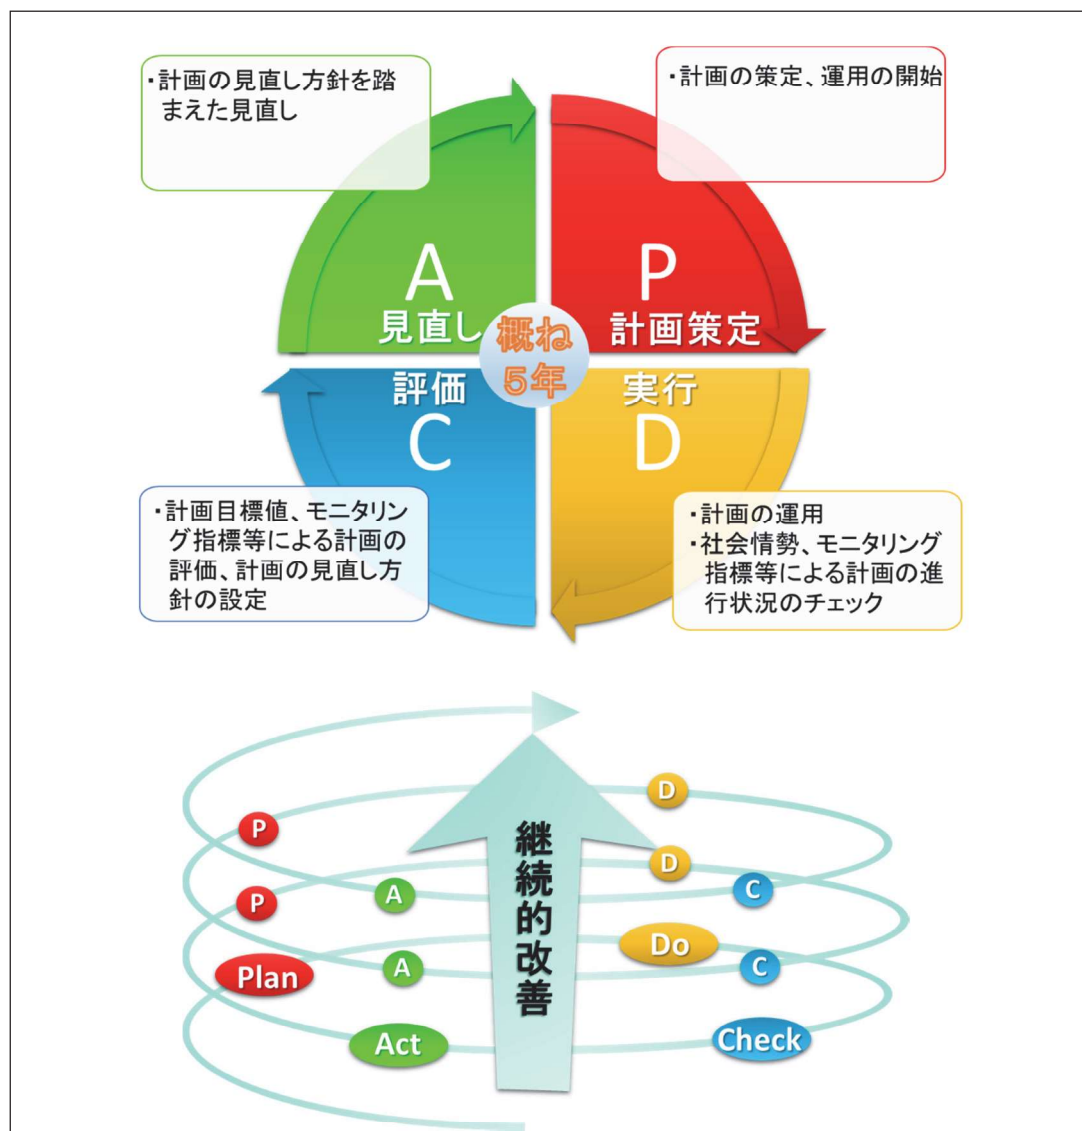 ・計画の見直し方針を踏
まえた見直し
・計画の策定、運用の開始
A
見直し
P
計画策定
概ね
5年
評価
C
実行
D
・計画目標値、モニタリン
グ指標等による計画の
評価、計画の見直し方
針の設定
・計画の運用
・社会情勢、モニタリング
指標等による計画の進
行状況のチェック
継続的改善
D
P
D
P
A
C
Do
Plan
A
C
Act
Check